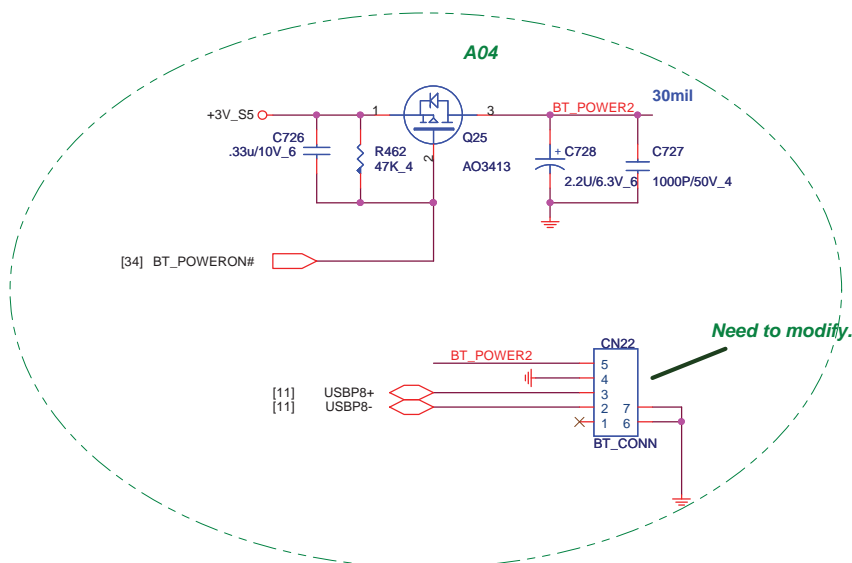 A04
+3V_S5
1
3
BT_POWER2
30mil
C726
.33u/10V_6
R462
47K_4
2
Q25
AO3413
+
C728
2.2U/6.3V_6
C727
1000P/50V_4
[34] BT_POWERON#
Need to modify.
CN22
BT_POWER2
5
4
[11] USBP8+
3
[11] USBP8-
2
7
1
6
BT_CONN